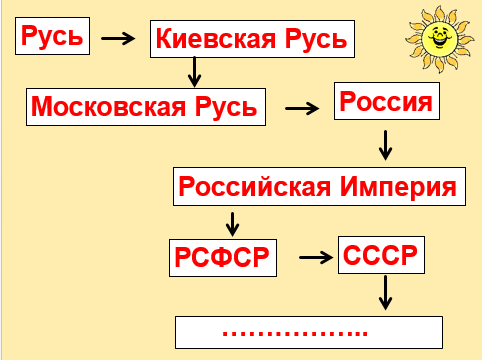 Русь
Киевская Русь
Московская Русь
Россия
Российская Империя
РСФСР
СССР
……………..